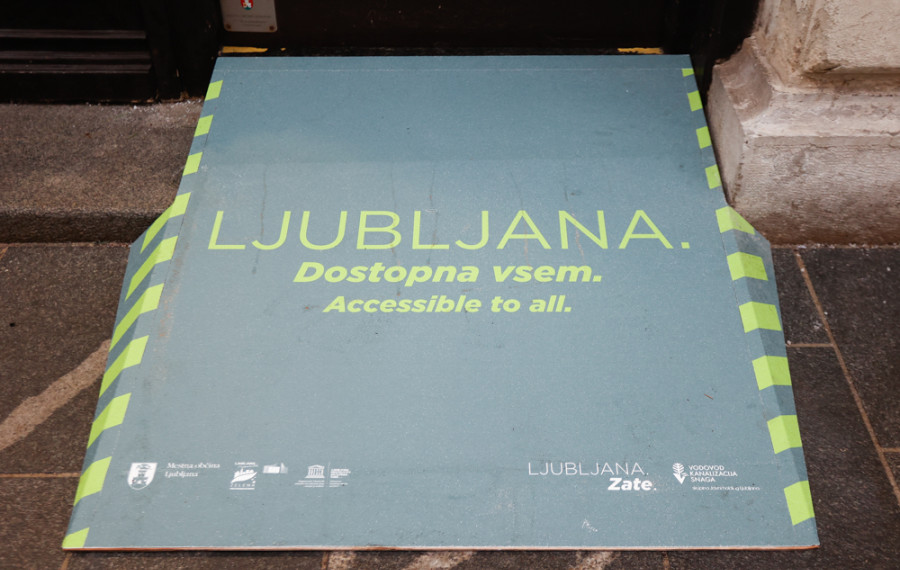 LJUBLJANA.
Dostopna vsem.
Accessible to all.
Mestna občina
Ljubljana
LJUBLJANA.
Zate.
VODOVOD
KANALIZACIJA
SNAGA